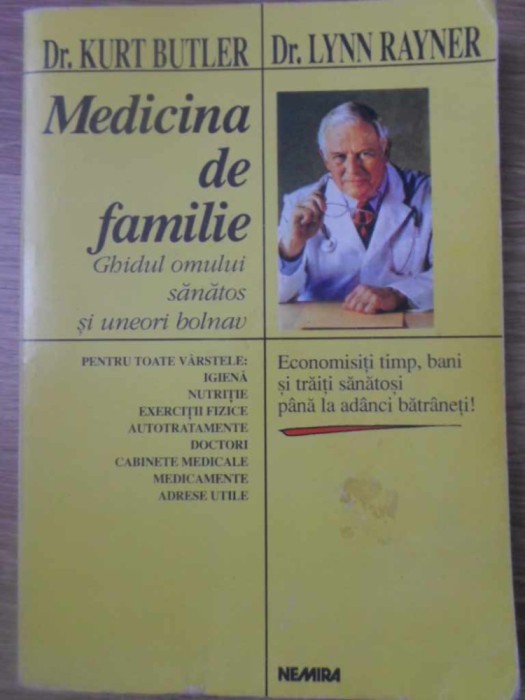 Dr. KURT BUTLER
Dr. LYNN RAYNER
Medicina
de
familie
Ghidul omului
sănătos
și uneori bolnav
PENTRU TOATE VÂRSTELE:
IGIENĂ
NUTRIȚIE
EXERCIȚII FIZICE
AUTOTRATAMENTE
DOCTORI
CABINETE MEDICALE
MEDICAMENTE
ADRESE UTILE
Economisiți timp, bani
și trăiți sănătoși
până la adânci bătrâneți!
NEMIRA